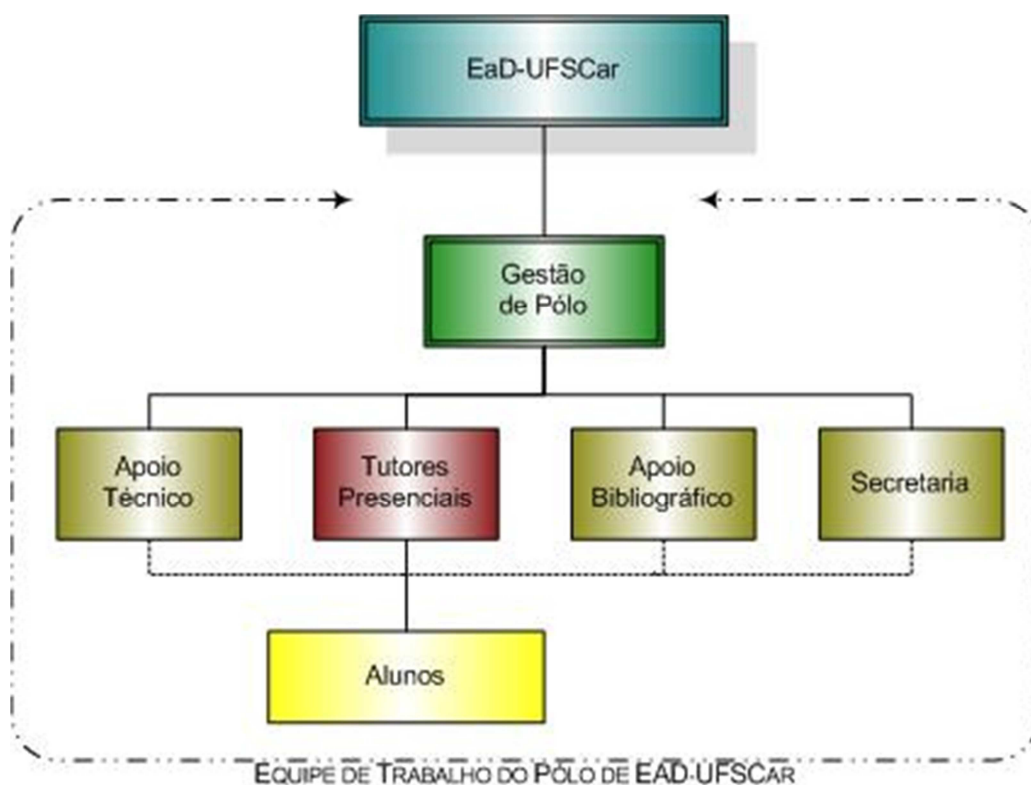 EaD-UFSCar
Gestão
de Pólo
Apoio
Técnico
Tutores
Presenciais
Apoio
Bibliográfico
Secretaria
Alunos
EQUIPE DE TRABALHO DO PÓLO DE EAD-UFSCAR